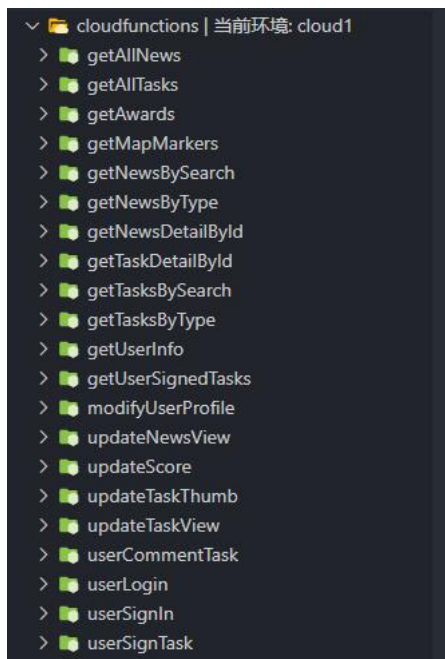 cloudfunctions | 当前环境: cloud1
getAllNews
getAllTasks
getAwards
getMapMarkers
getNewsBySearch
getNewsByType
getNewsDetailById
getTaskDetailById
getTasksBySearch
getTasksByType
getUserInfo
getUserSignedTasks
modifyUserProfile
updateNewsView
updateScore
updateTaskThumb
updateTaskView
userCommentTask
userLogin
userSignIn
userSignTask